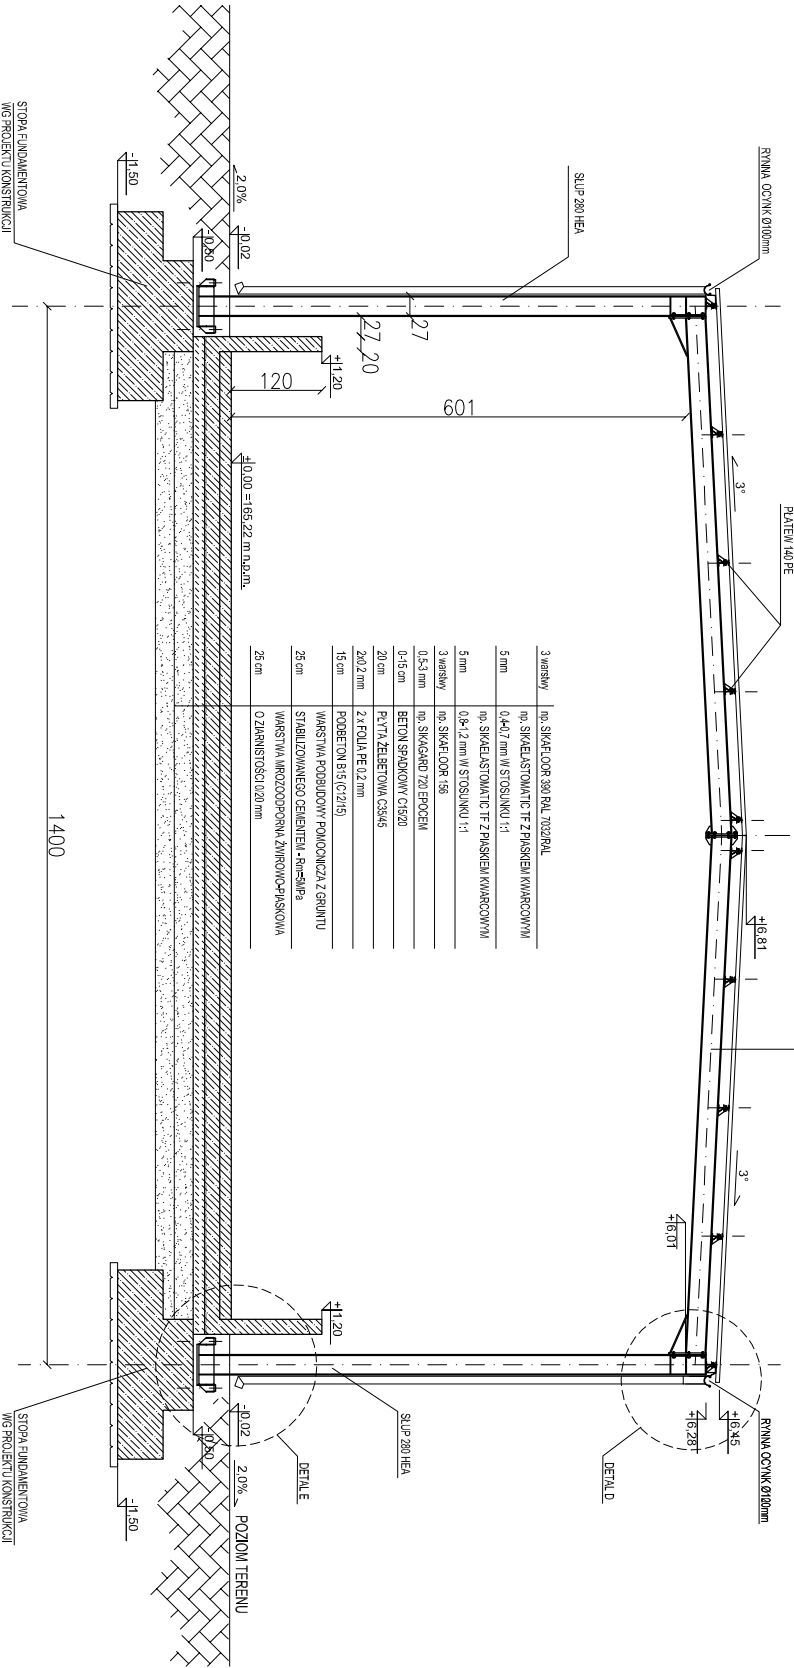 RYNNA OCYNK Ø100mm
PŁATEW 140 PE
+6,81
3°
3°
RYNNA OCYNK Ø120mm
+6,45
+6,28
+6,01
SŁUP 280 HEA
DETAL D
601
27
27
20
120
+1,20
+1,20
3 warstwy np. SIKAFLOOR 390 RAL 7032/RAL
np. SIKAELASTOMATIC TF Z PIASKIEM KWARCOWYM
5 mm 0,4-0,7 mm W STOSUNKU 1:1
np. SIKAELASTOMATIC TF Z PIASKIEM KWARCOWYM
5 mm 0,8-1,2 mm W STOSUNKU 1:1
3 warstwy np. SIKAFLOOR 156
0,5-3 mm np. SIKAGARD 720 EPOCEM
0-15 cm BETON SPADKOWY C15/20
20 cm PŁYTA ŻELBETOWA C35/45
2x0,2 mm 2 x FOLIA PE 0,2 mm
15 cm PODBETON B15 (C12/15)
WARSTWA PODBUDOWY POMOCNICZA Z GRUNTU
25 cm STABILIZOWANEGO CEMENTEM - Rm=5MPa
WARSTWA MROZOODPORNA ŻWIROWO-PIASKOWA
25 cm O ZIARNISTOŚCI 0/20 mm
SŁUP 280 HEA
DETAL E
±0,00 =165,22 m n.p.m.
2,0%
-0,02
-0,02
2,0%
POZIOM TERENU
-0,50
-0,50
-1,50
-1,50
1400
STOPA FUNDAMENTOWA
WG PROJEKTU KONSTRUKCJI
STOPA FUNDAMENTOWA
WG PROJEKTU KONSTRUKCJI